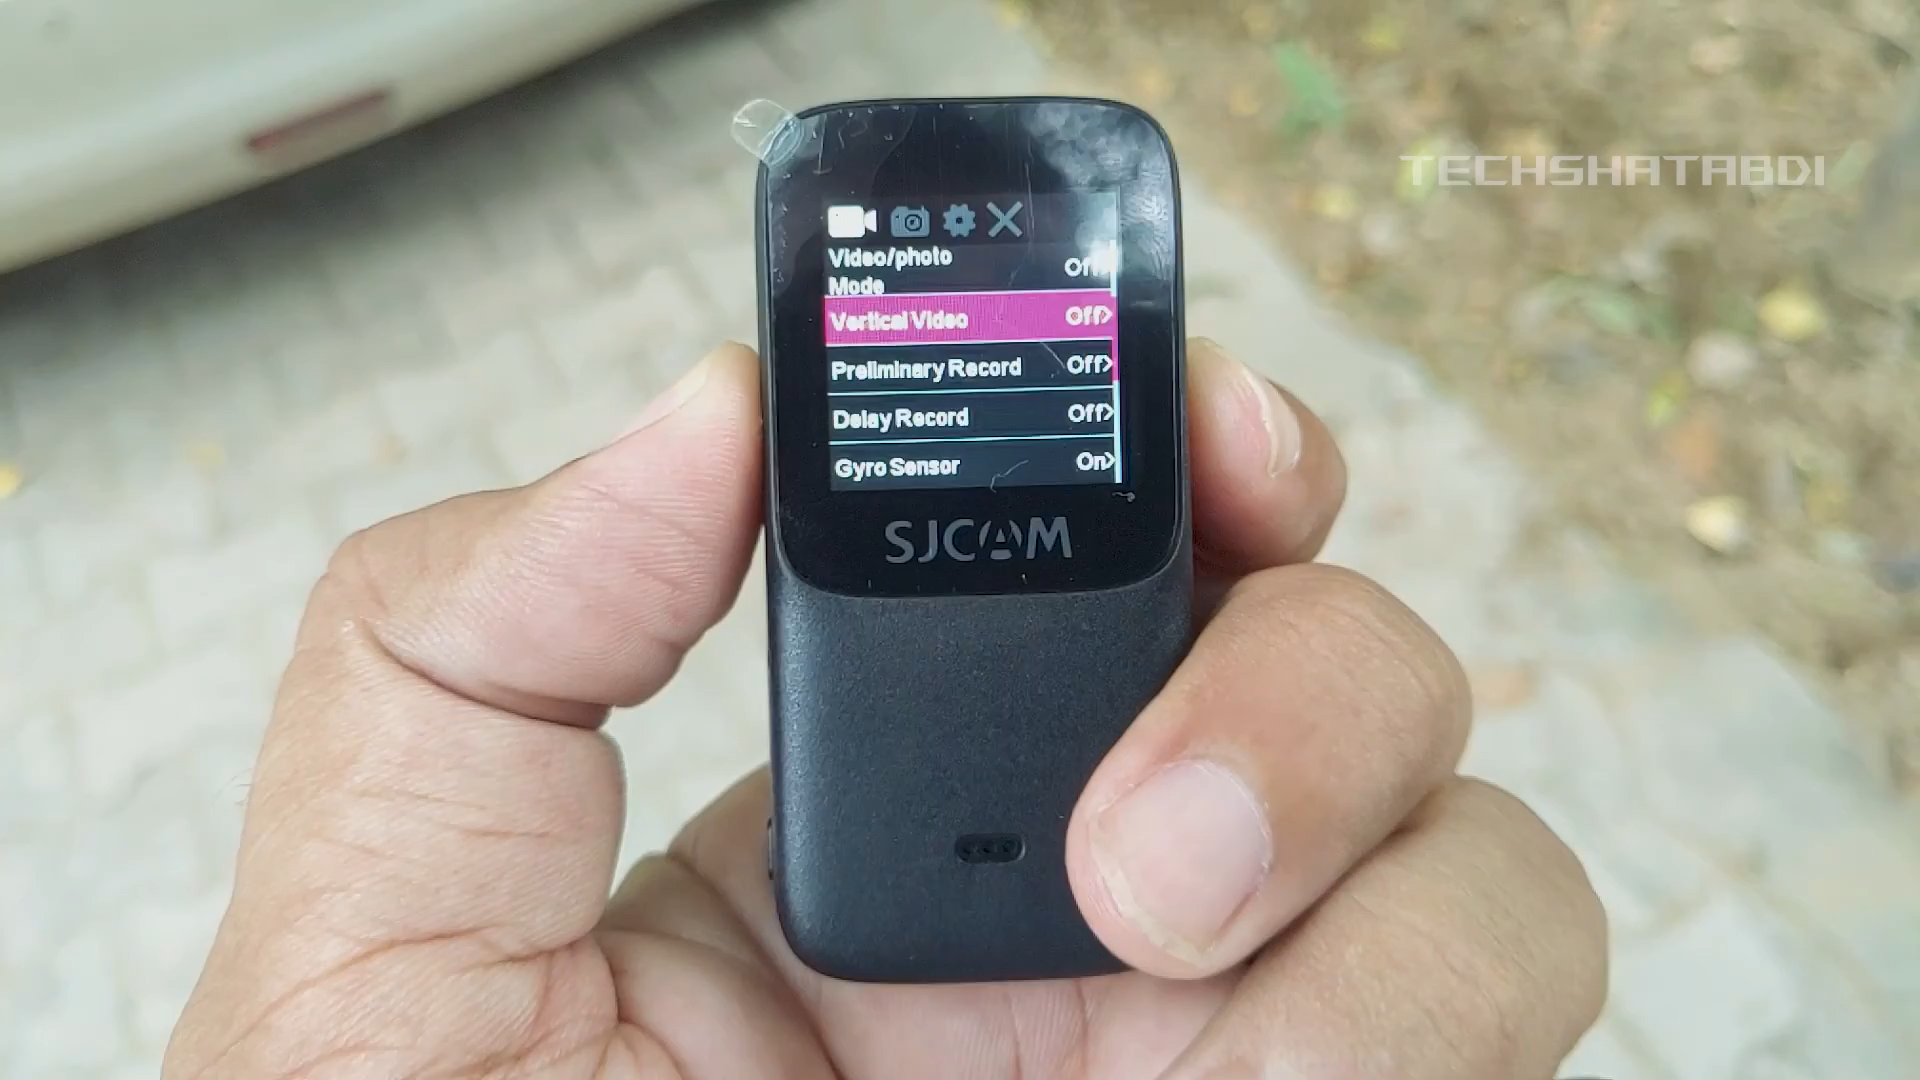 TECHSHATABDI
Video/photo
Mode Off
Vertical Video Off>
Preliminary Record Off>
Delay Record Off>
Gyro Sensor On>
SJCAM